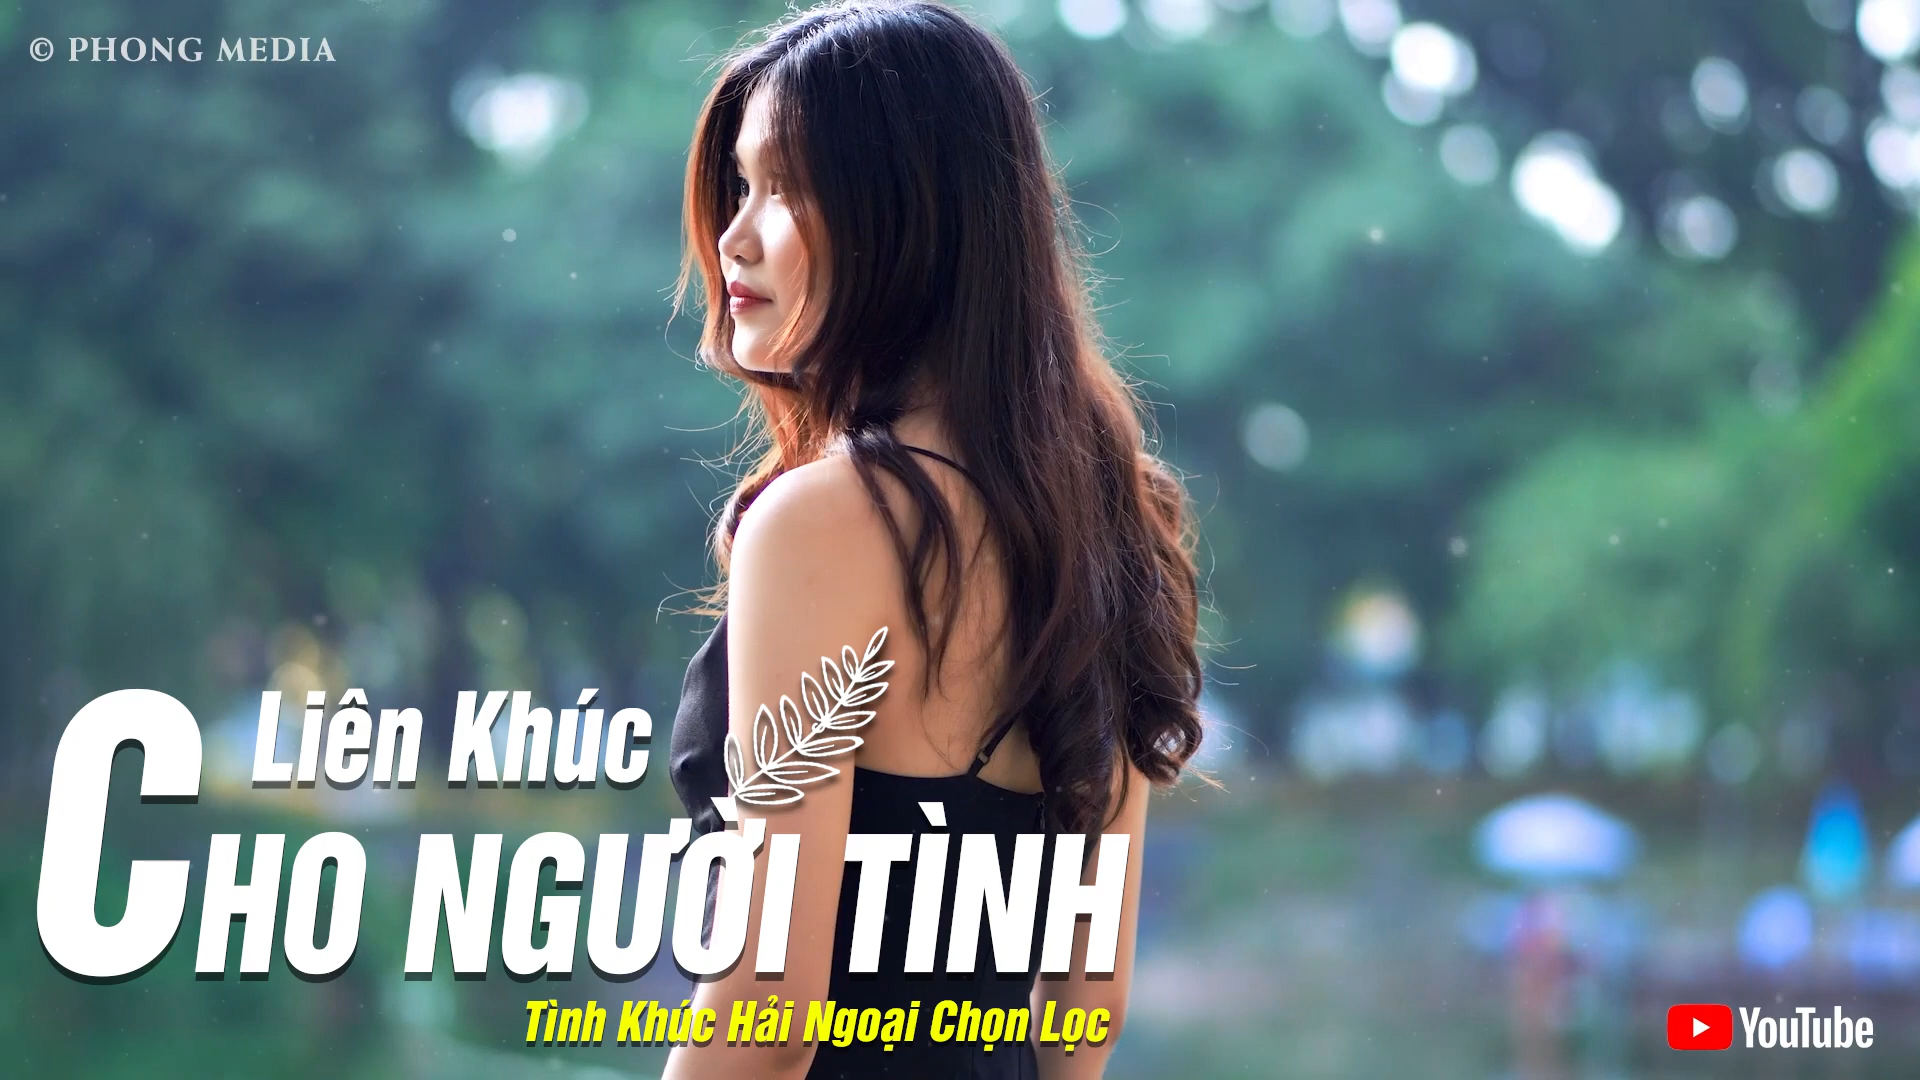 © PHONG MEDIA
Liên Khúc
CHO NGƯỜI TÌNH
Tình Khúc Hải Ngoại Chọn Lọc
YouTube